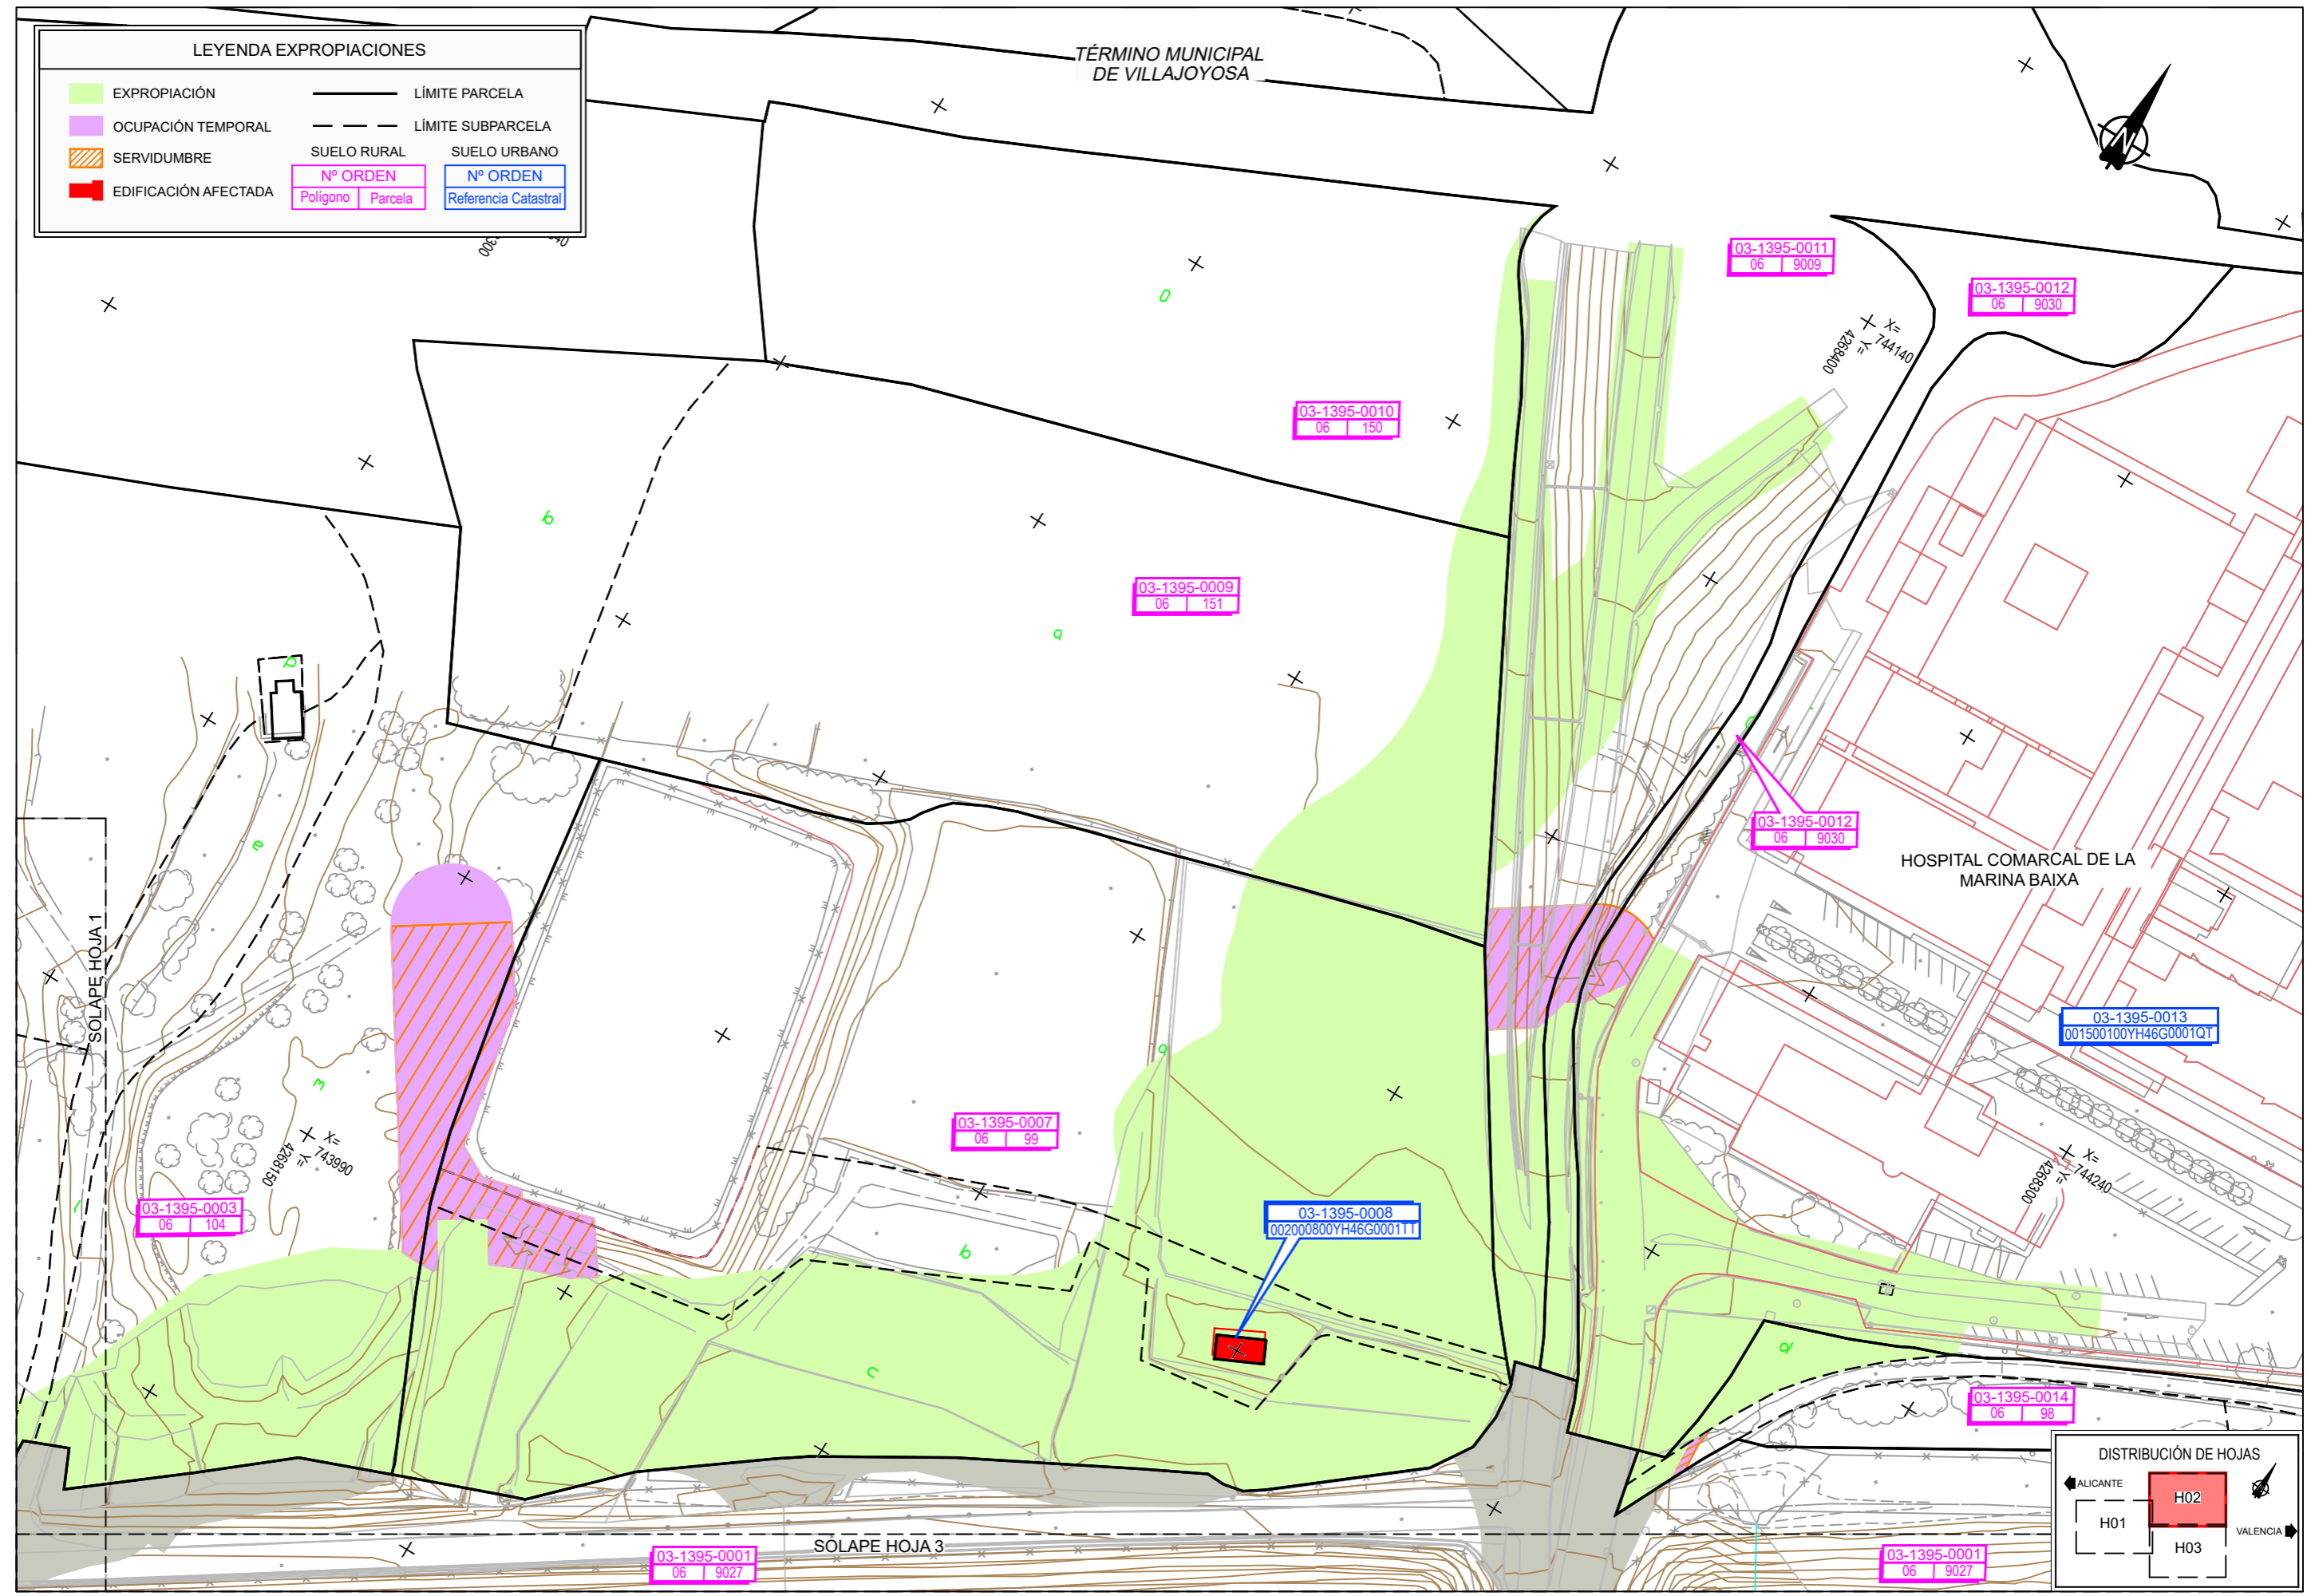 LEYENDA EXPROPIACIONES
EXPROPIACIÓN
LÍMITE PARCELA
OCUPACIÓN TEMPORAL
LÍMITE SUBPARCELA
SERVIDUMBRE
SUELO RURAL
SUELO URBANO
EDIFICACIÓN AFECTADA
Nº ORDEN
Polígono
Parcela
Nº ORDEN
Referencia Catastral
TÉRMINO MUNICIPAL
DE VILLAJOYOSA
N
03-1395-0011
06 9009
03-1395-0012
06 9030
0
X= 744140
Y= 4268400
03-1395-0010
06 150
b
03-1395-0009
06 151
a
d
03-1395-0012
06 9030
e
HOSPITAL COMARCAL DE LA
MARINA BAIXA
SOLAPE HOJA 1
03-1395-0013
001500100YH46G0001QT
a
3
03-1395-0007
06 99
X= 743990
Y= 4268150
X= 744240
Y= 4268300
03-1395-0003
06 104
03-1395-0008
002000800YH46G0001TT
b
c
d
03-1395-0014
06 98
SOLAPE HOJA 3
03-1395-0001
06 9027
03-1395-0001
06 9027
DISTRIBUCIÓN DE HOJAS
ALICANTE
H02
H01
VALENCIA
H03